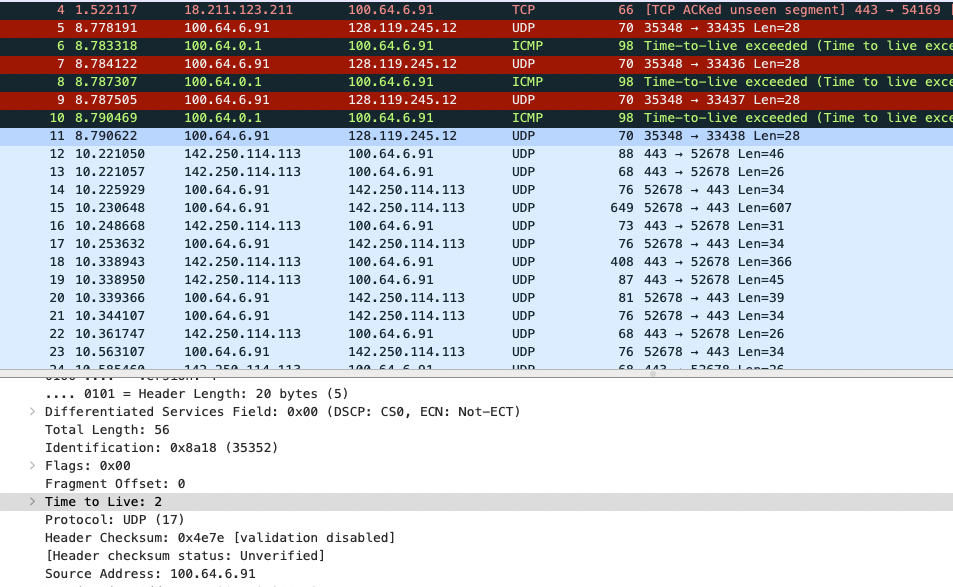 4 1.522117 18.211.123.211 100.64.6.91 TCP 66 [TCP ACKed unseen segment] 443 → 54169
5 8.778191 100.64.6.91 128.119.245.12 UDP 70 35348 → 33435 Len=28
6 8.783318 100.64.0.1 100.64.6.91 ICMP 98 Time-to-live exceeded (Time to live exce
7 8.784122 100.64.6.91 128.119.245.12 UDP 70 35348 → 33436 Len=28
8 8.787307 100.64.0.1 100.64.6.91 ICMP 98 Time-to-live exceeded (Time to live exce
9 8.787505 100.64.6.91 128.119.245.12 UDP 70 35348 → 33437 Len=28
10 8.790469 100.64.0.1 100.64.6.91 ICMP 98 Time-to-live exceeded (Time to live exce
11 8.790622 100.64.6.91 128.119.245.12 UDP 70 35348 → 33438 Len=28
12 10.221050 142.250.114.113 100.64.6.91 UDP 88 443 → 52678 Len=46
13 10.221057 142.250.114.113 100.64.6.91 UDP 68 443 → 52678 Len=26
14 10.225929 100.64.6.91 142.250.114.113 UDP 76 52678 → 443 Len=34
15 10.230648 100.64.6.91 142.250.114.113 UDP 649 52678 → 443 Len=607
16 10.248668 142.250.114.113 100.64.6.91 UDP 73 443 → 52678 Len=31
17 10.253632 100.64.6.91 142.250.114.113 UDP 76 52678 → 443 Len=34
18 10.338943 142.250.114.113 100.64.6.91 UDP 408 443 → 52678 Len=366
19 10.338950 142.250.114.113 100.64.6.91 UDP 87 443 → 52678 Len=45
20 10.339366 100.64.6.91 142.250.114.113 UDP 81 52678 → 443 Len=39
21 10.344107 100.64.6.91 142.250.114.113 UDP 76 52678 → 443 Len=34
22 10.361747 142.250.114.113 100.64.6.91 UDP 68 443 → 52678 Len=26
23 10.563107 100.64.6.91 142.250.114.113 UDP 76 52678 → 443 Len=34
.... 0101 = Header Length: 20 bytes (5)
Differentiated Services Field: 0x00 (DSCP: CS0, ECN: Not-ECT)
Total Length: 56
Identification: 0x8a18 (35352)
Flags: 0x00
Fragment Offset: 0
Time to Live: 2
Protocol: UDP (17)
Header Checksum: 0x4e7e [validation disabled]
[Header checksum status: Unverified]
Source Address: 100.64.6.91